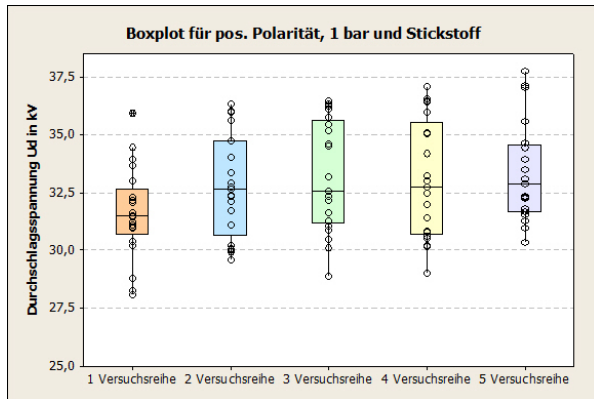 Boxplot für pos. Polarität, 1 bar und Stickstoff
Durchschlagsspannung Ud in kV
37,5
35,0
32,5
30,0
27,5
25,0
1 Versuchsreihe 2 Versuchsreihe 3 Versuchsreihe 4 Versuchsreihe 5 Versuchsreihe